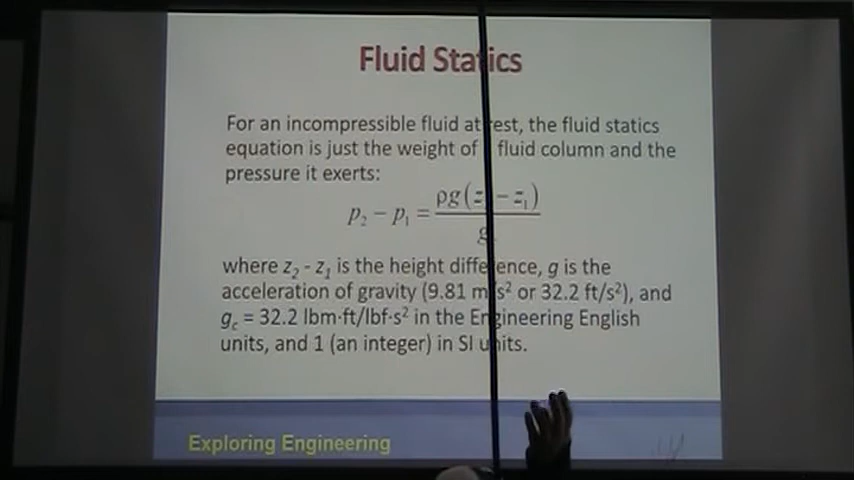 Fluid Statics
For an incompressible fluid at rest, the fluid statics
equation is just the weight of fluid column and the
pressure it exerts:
p₂ − p₁ = ρg(z − z₁) / g
where z₂ - z₁ is the height difference, g is the
acceleration of gravity (9.81 m/s² or 32.2 ft/s²), and
g_c = 32.2 lbm·ft/lbf·s² in the Engineering English
units, and 1 (an integer) in SI units.
Exploring Engineering